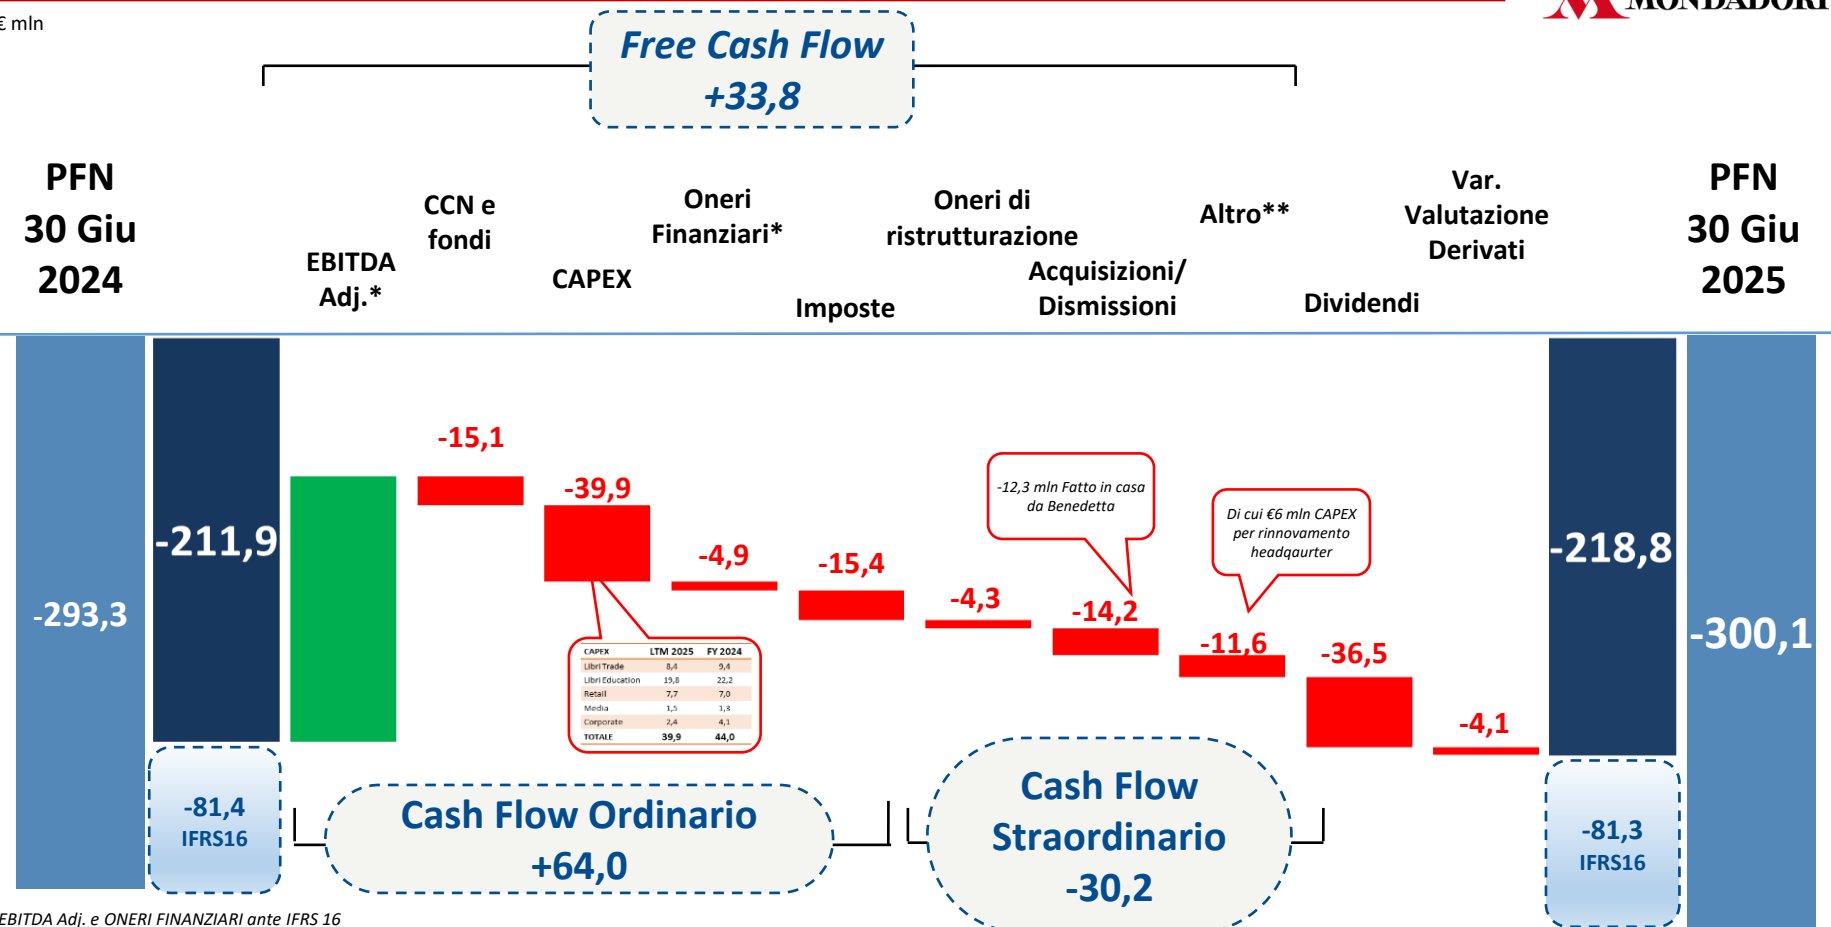 € mln
MONDADORI
Free Cash Flow
+33,8
PFN
30 Giu
2024
EBITDA
Adj.*
CCN e
fondi
CAPEX
Oneri
Finanziari*
Imposte
Oneri di
ristrutturazione
Acquisizioni/
Dismissioni
Altro**
Dividendi
Var.
Valutazione
Derivati
PFN
30 Giu
2025
-293,3
-211,9
-81,4
IFRS16
-15,1
-39,9
-4,9
-15,4
-4,3
-14,2
-11,6
-36,5
-4,1
-12,3 mln Fatto in casa
da Benedetta
Di cui €6 mln CAPEX
per rinnovamento
headqaurter
CAPEX LTM 2025 FY 2024
Libri Trade 8,4 9,4
Libri Education 19,8 22,2
Retail 7,7 7,0
Media 1,5 1,3
Corporate 2,4 4,1
TOTALE 39,9 44,0
-218,8
-81,3
IFRS16
-300,1
Cash Flow Ordinario
+64,0
Cash Flow
Straordinario
-30,2
EBITDA Adj. e ONERI FINANZIARI ante IFRS 16